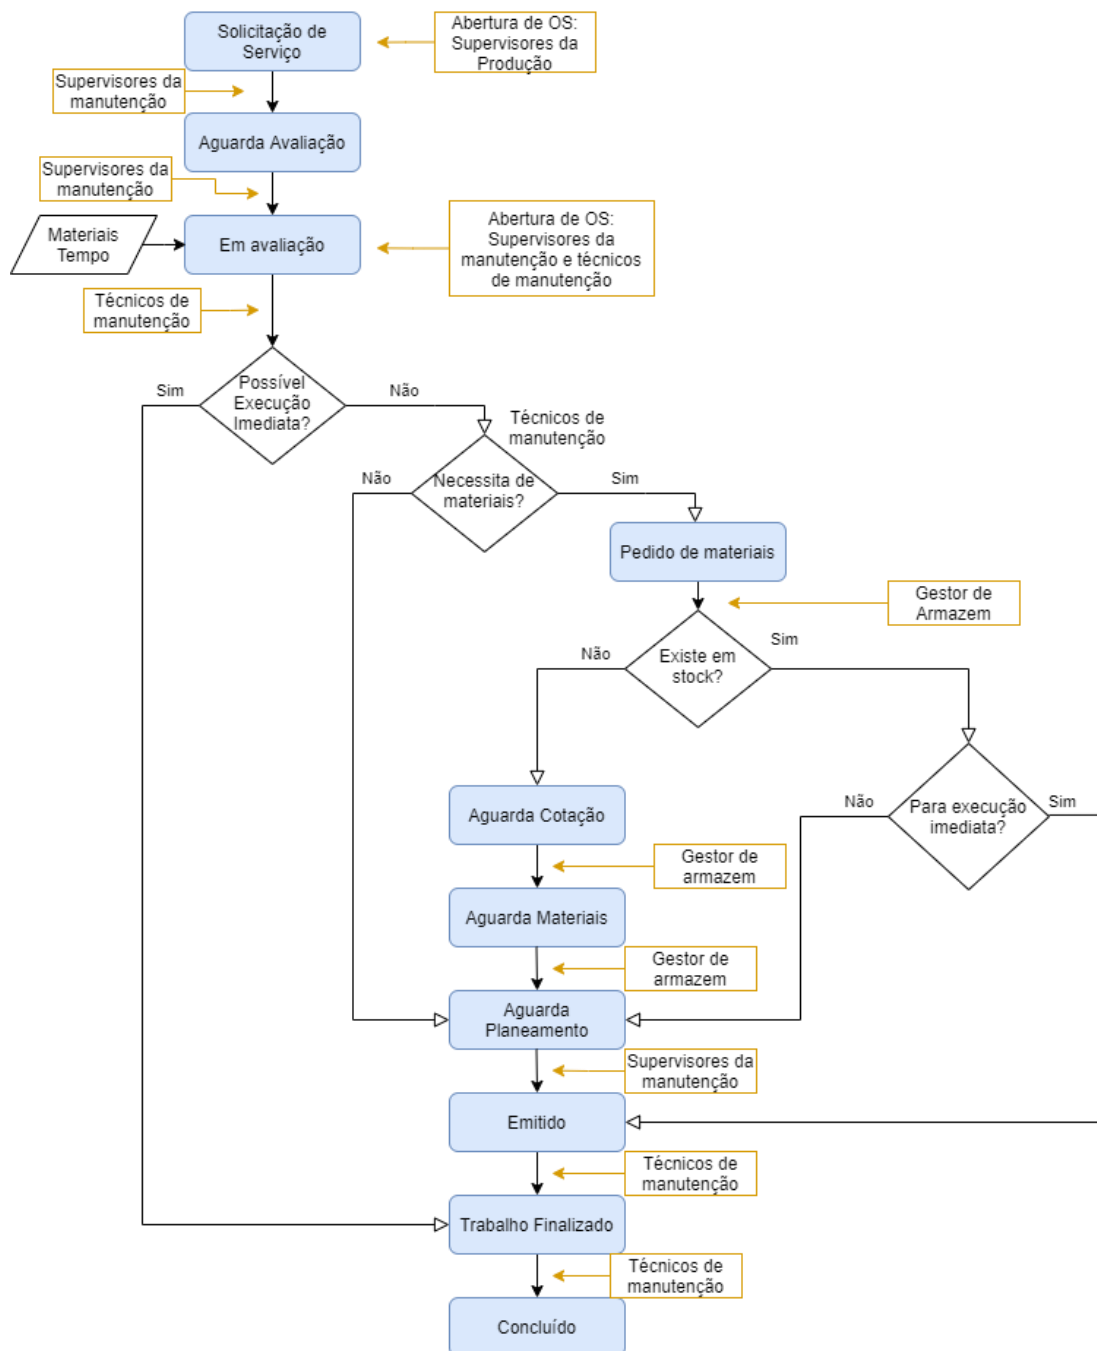 Solicitação de
Serviço
Abertura de OS:
Supervisores da
Produção
Supervisores da
manutenção
Aguarda Avaliação
Supervisores da
manutenção
Materiais
Tempo
Em avaliação
Abertura de OS:
Supervisores da
manutenção e técnicos
de manutenção
Técnicos de
manutenção
Sim
Possível
Execução
Imediata?
Não
Técnicos de
manutenção
Não
Necessita de
materiais?
Sim
Pedido de materiais
Gestor de
Armazem
Não
Existe em
stock?
Sim
Aguarda Cotação
Não
Para execução
imediata?
Sim
Gestor de
armazem
Aguarda Materiais
Gestor de
armazem
Aguarda
Planeamento
Supervisores da
manutenção
Emitido
Técnicos de
manutenção
Trabalho Finalizado
Técnicos de
manutenção
Concluído